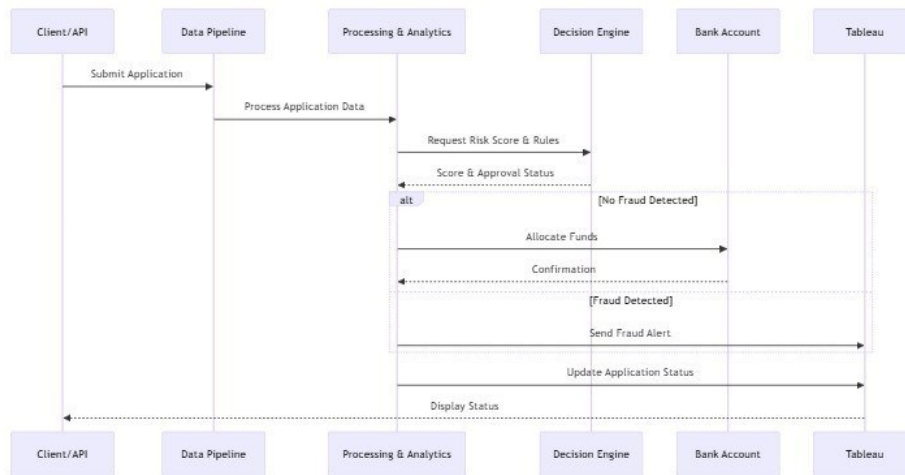 Client/API
Data Pipeline
Processing & Analytics
Decision Engine
Bank Account
Tableau
Submit Application
Process Application Data
Request Risk Score & Rules
Score & Approval Status
alt
[No Fraud Detected]
Allocate Funds
Confirmation
[Fraud Detected]
Send Fraud Alert
Update Application Status
Display Status
Client/API
Data Pipeline
Processing & Analytics
Decision Engine
Bank Account
Tableau